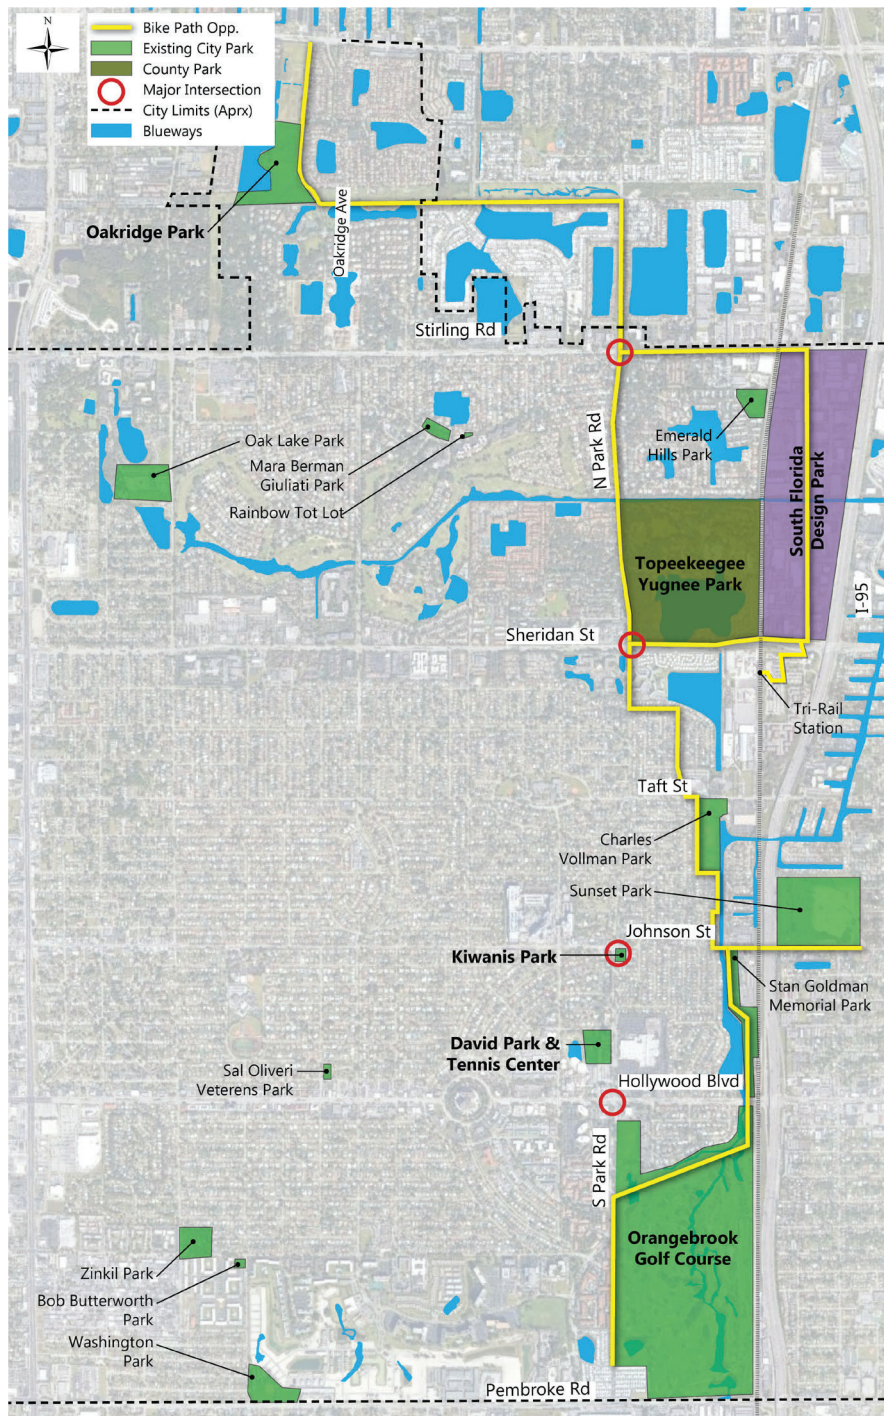 N
Bike Path Opp.
Existing City Park
County Park
Major Intersection
City Limits (Aprx)
Blueways
Oakridge Park
Oakridge Ave
Stirling Rd
N Park Rd
Emerald
Hills Park
South Florida
Design Park
Oak Lake Park
Mara Berman
Giuliati Park
Rainbow Tot Lot
Topeekeegee
Yugnee Park
I-95
Sheridan St
Tri-Rail
Station
Taft St
Charles
Vollman Park
Sunset Park
Johnson St
Kiwanis Park
Stan Goldman
Memorial Park
David Park &
Tennis Center
Sal Oliveri
Veterens Park
Hollywood Blvd
S Park Rd
Orangebrook
Golf Course
Zinkil Park
Bob Butterworth
Park
Washington
Park
Pembroke Rd